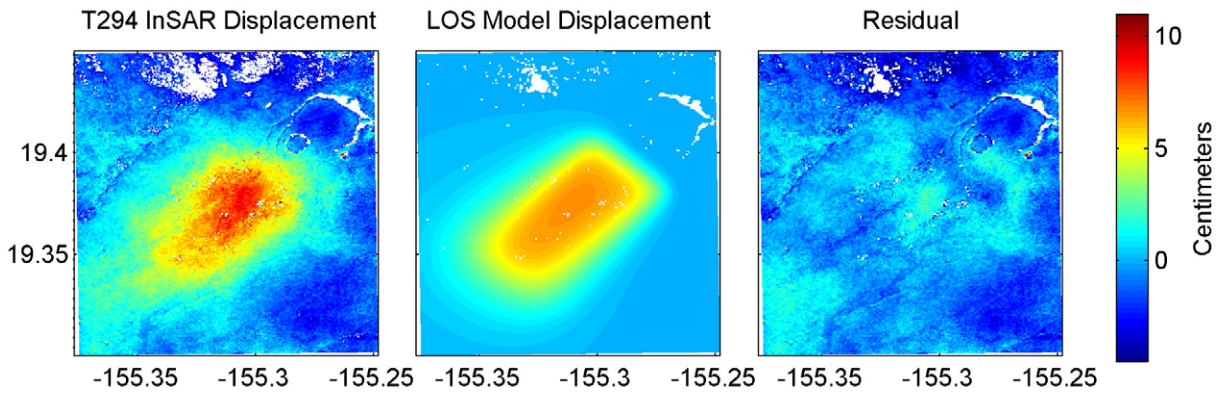 T294 InSAR Displacement
LOS Model Displacement
Residual
10
5
0
Centimeters
19.4
19.35
-155.35 -155.3 -155.25
-155.35 -155.3 -155.25
-155.35 -155.3 -155.25